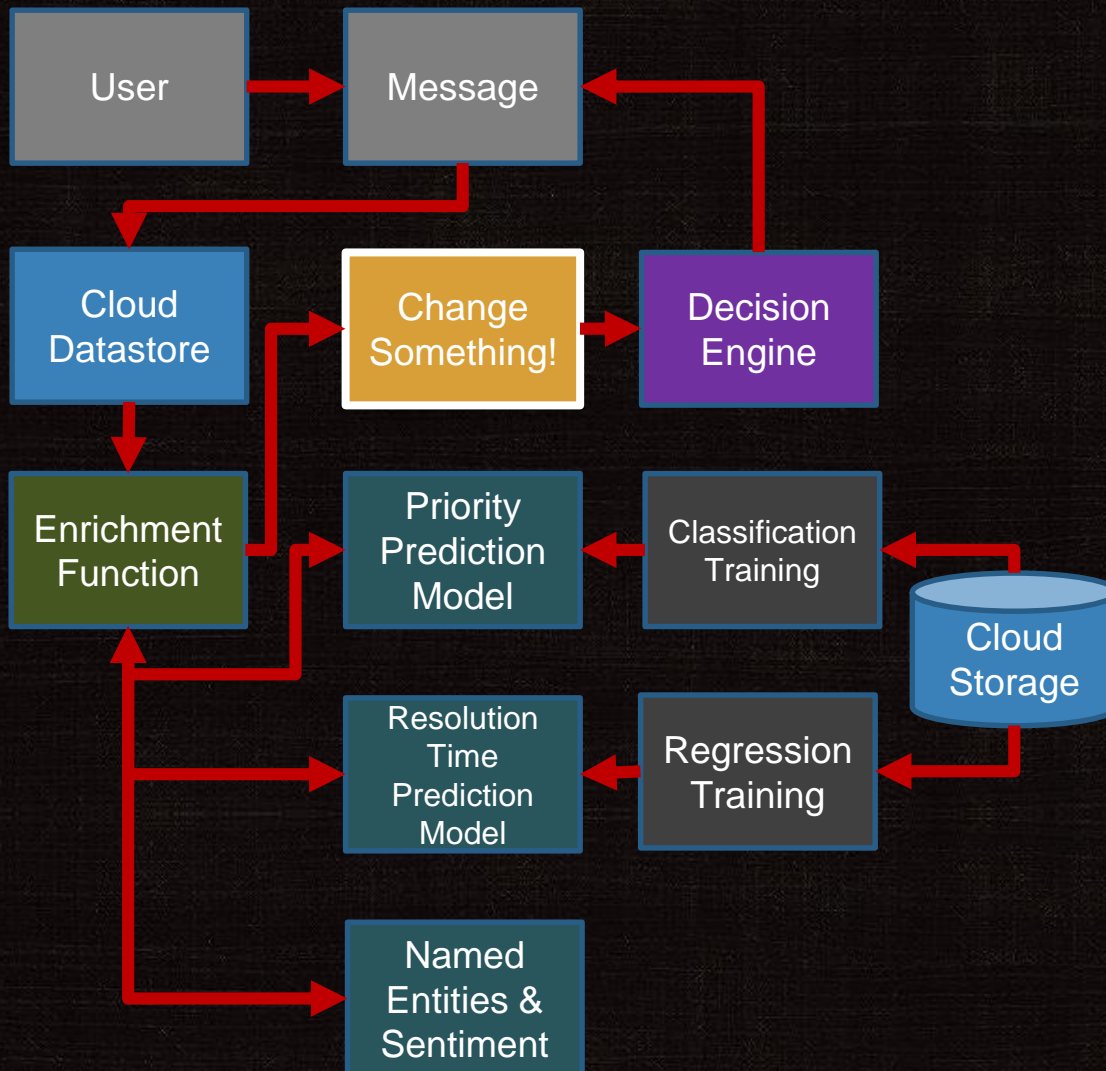 User
Message
Cloud
Datastore
Change
Something!
Decision
Engine
Enrichment
Function
Priority
Prediction
Model
Classification
Training
Cloud
Storage
Resolution
Time
Prediction
Model
Regression
Training
Named
Entities &
Sentiment